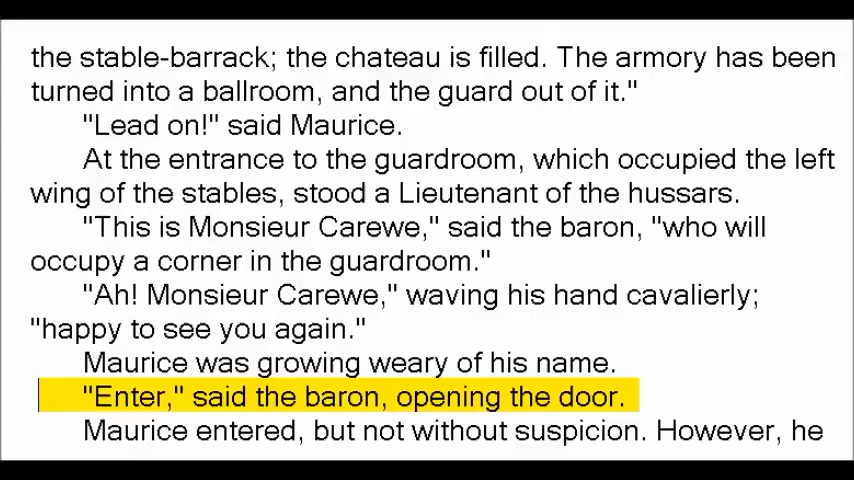 the stable-barrack; the chateau is filled. The armory has been
turned into a ballroom, and the guard out of it."
"Lead on!" said Maurice.
At the entrance to the guardroom, which occupied the left
wing of the stables, stood a Lieutenant of the hussars.
"This is Monsieur Carewe," said the baron, "who will
occupy a corner in the guardroom."
"Ah! Monsieur Carewe," waving his hand cavalierly;
"happy to see you again."
Maurice was growing weary of his name.
"Enter," said the baron, opening the door.
Maurice entered, but not without suspicion. However, he